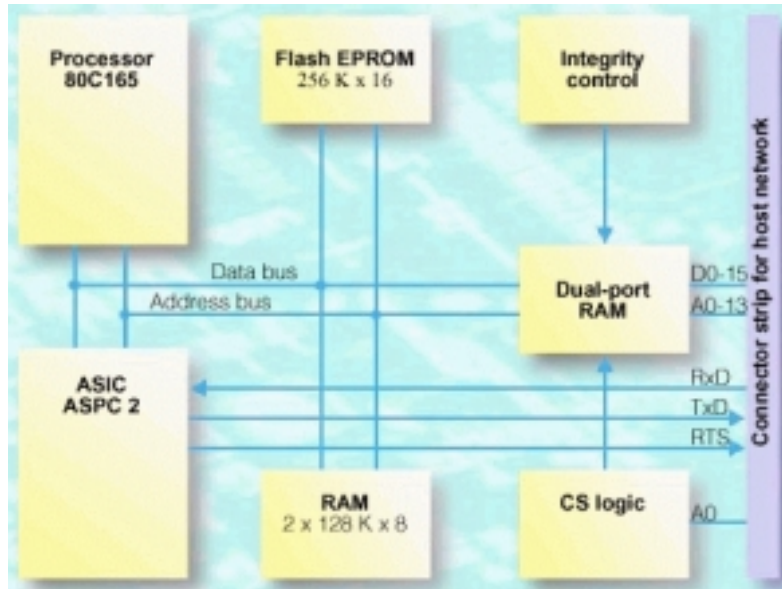 Processor
80C165
Flash EPROM
256 K x 16
Integrity
control
Connector strip for host network
Data bus
Address bus
Dual-port
RAM
D0-15
A0-13
ASIC
ASPC 2
RxD
TxD
RTS
RAM
2 x 128 K x 8
CS logic
A0